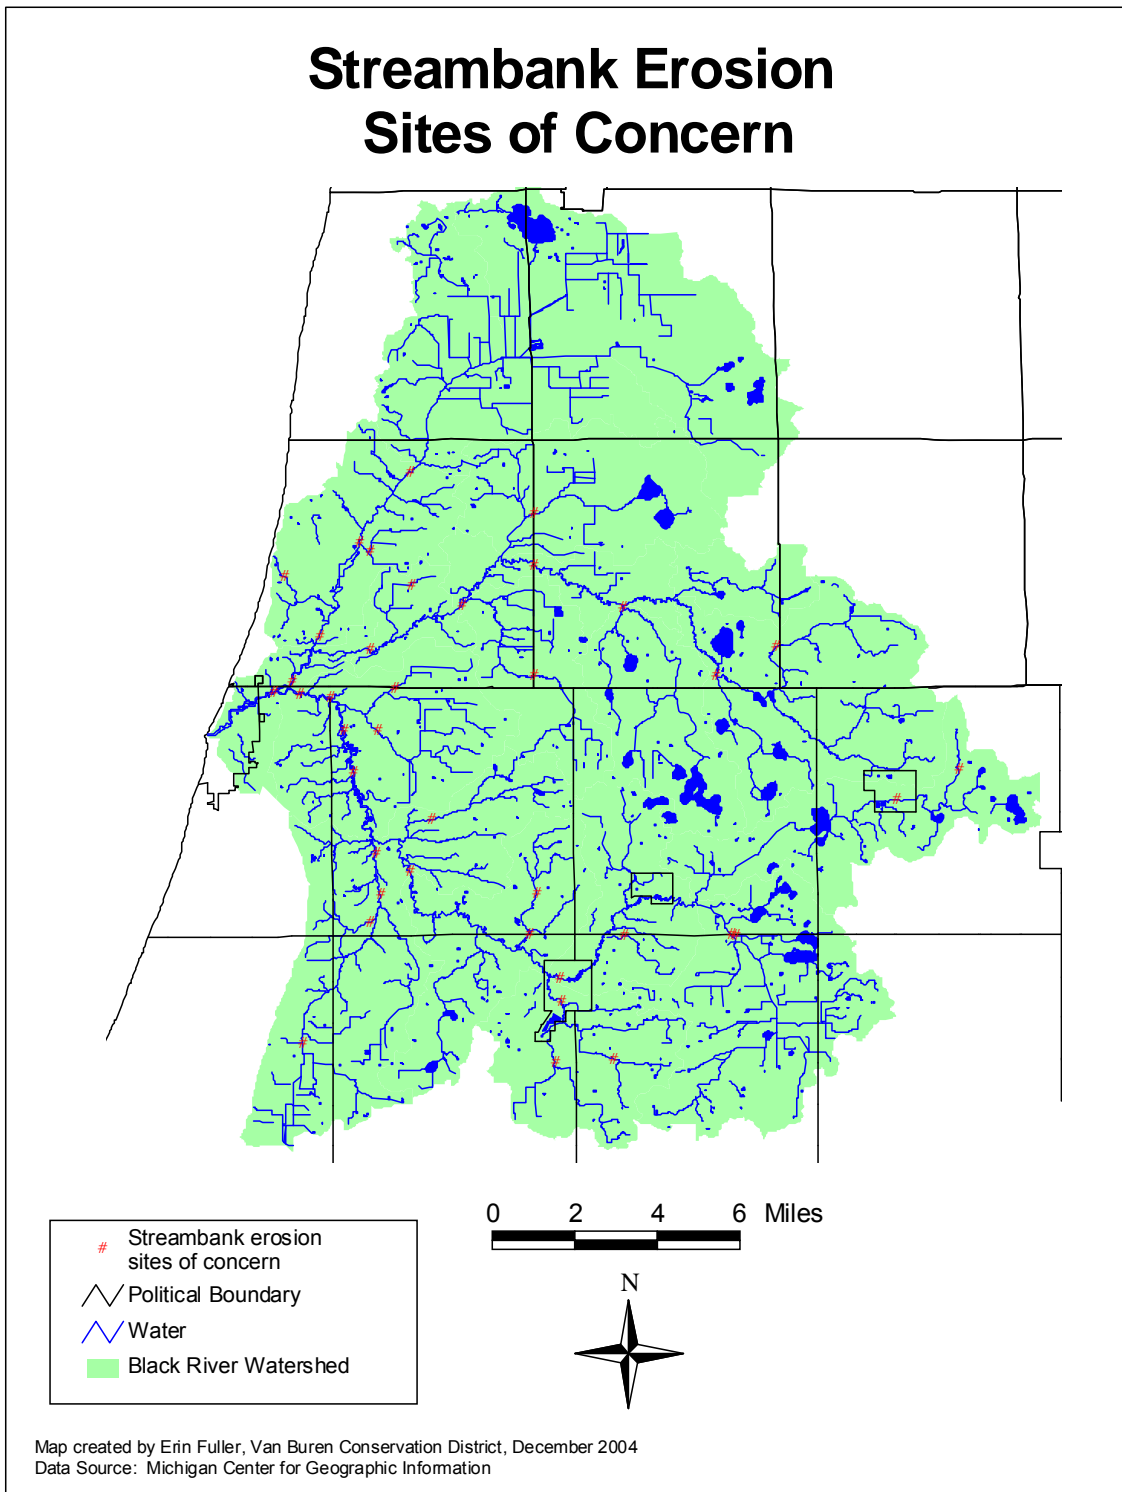 Streambank Erosion
Sites of Concern
0 2 4 6 Miles
N
# Streambank erosion
sites of concern
Political Boundary
Water
Black River Watershed
Map created by Erin Fuller, Van Buren Conservation District, December 2004
Data Source: Michigan Center for Geographic Information